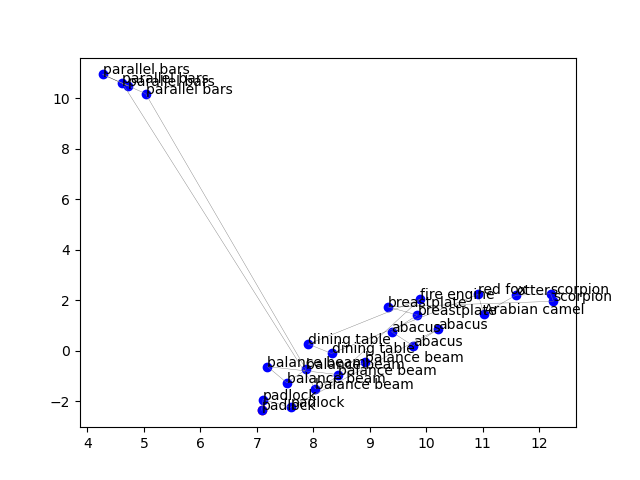 parallel bars
parallel bars
parallel bars
parallel bars
red fox
otter
scorpion
fire engine
scorpion
breastplate
breastplate
Arabian camel
abacus
abacus
dining table
abacus
dining table
balance beam
balance beam
balance beam
balance beam
balance beam
balance beam
padlock
padlock
padlock
10
8
6
4
2
0
−2
4
5
6
7
8
9
10
11
12